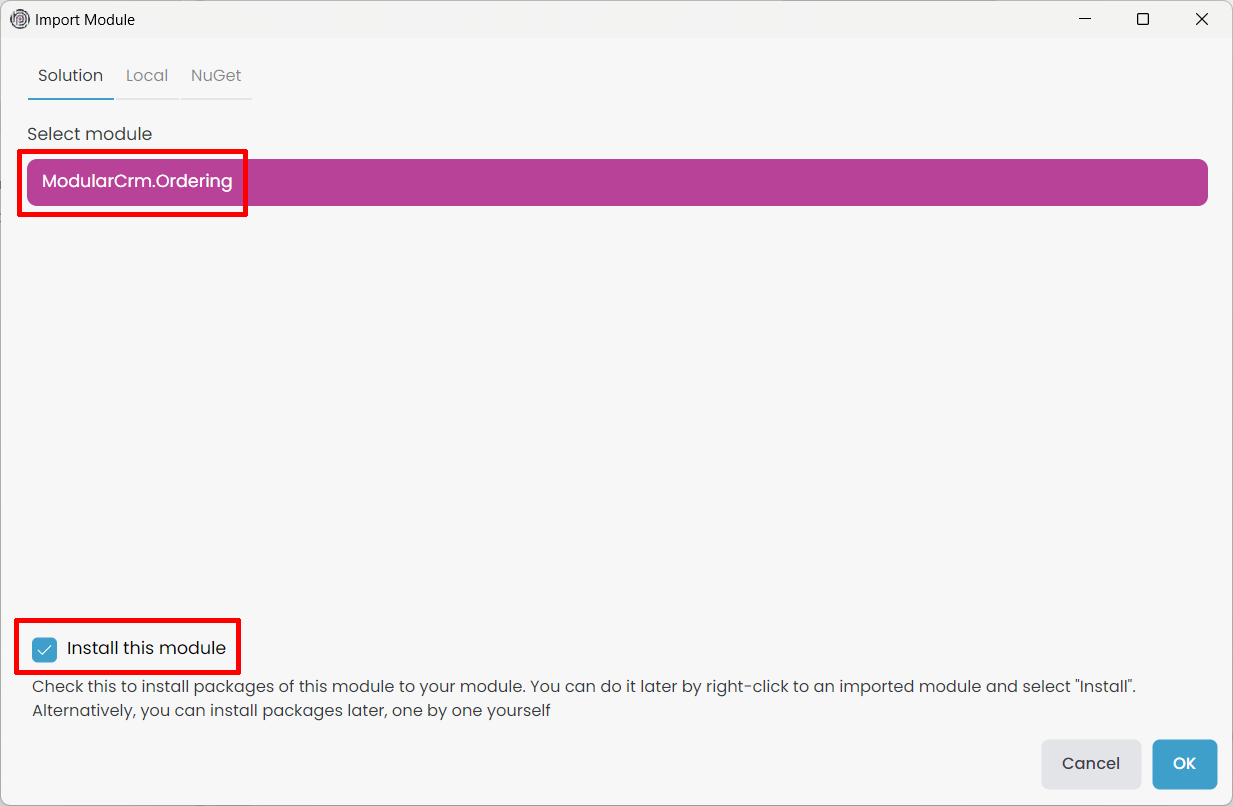 Import Module
Solution Local NuGet
Select module
ModularCrm.Ordering
Install this module
Check this to install packages of this module to your module. You can do it later by right-click to an imported module and select "Install".
Alternatively, you can install packages later, one by one yourself
Cancel OK